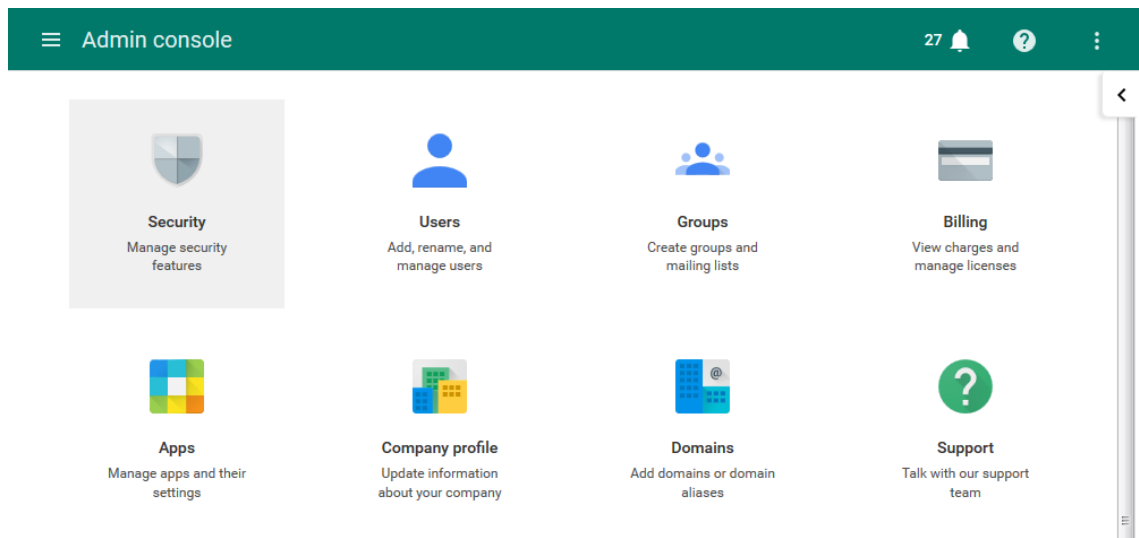 Admin console
27
Security
Manage security
features
Users
Add, rename, and
manage users
Groups
Create groups and
mailing lists
Billing
View charges and
manage licenses
Apps
Manage apps and their
settings
Company profile
Update information
about your company
@
Domains
Add domains or domain
aliases
?
Support
Talk with our support
team